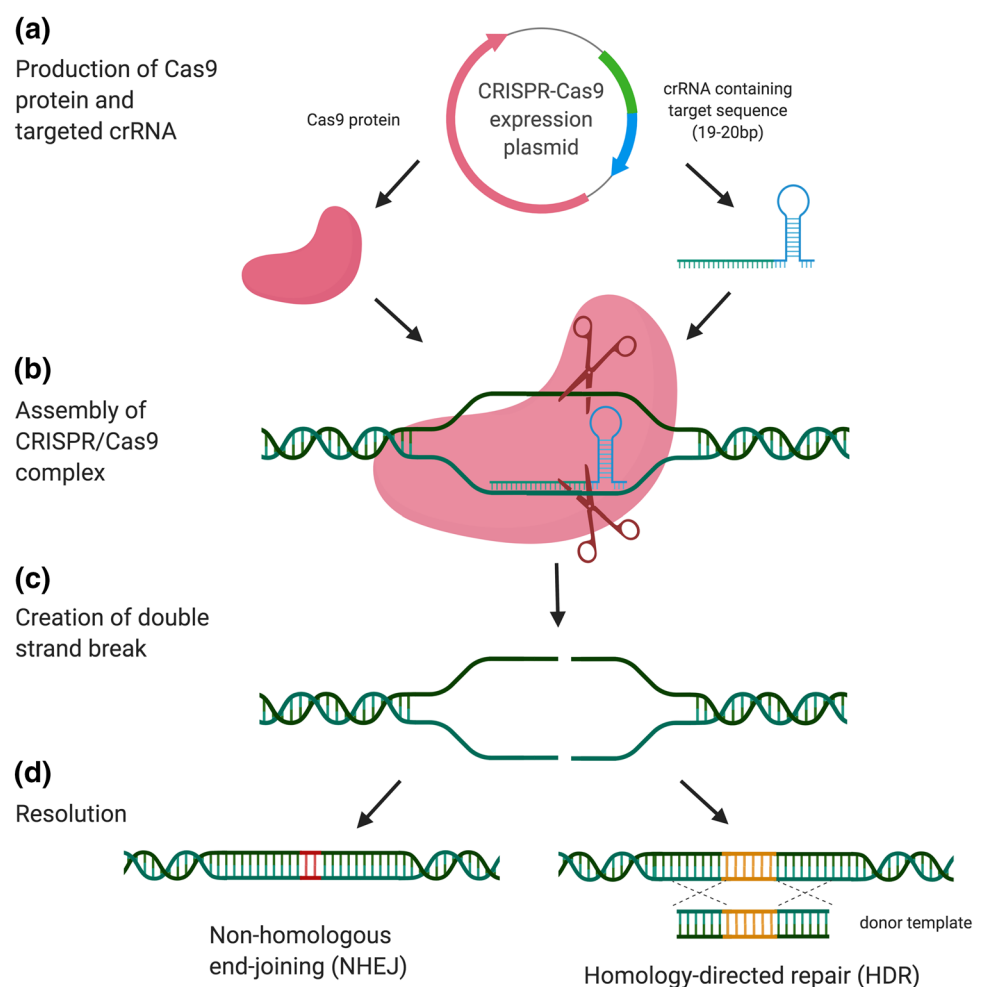 (a)
Production of Cas9
protein and
targeted crRNA
Cas9 protein
CRISPR-Cas9
expression
plasmid
crRNA containing
target sequence
(19-20bp)
(b)
Assembly of
CRISPR/Cas9
complex
(c)
Creation of double
strand break
(d)
Resolution
Non-homologous
end-joining (NHEJ)
donor template
Homology-directed repair (HDR)